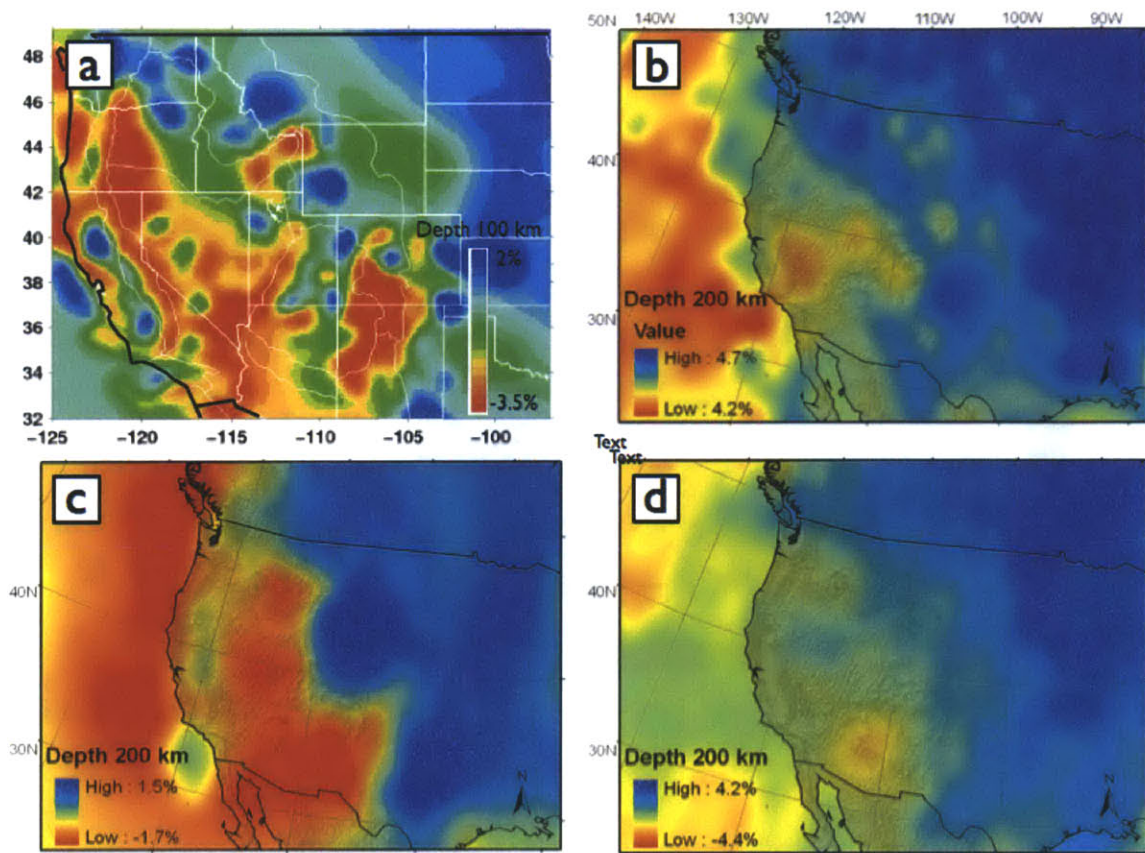 a
48
46
44
42
40
38
36
34
32
-125
-120
-115
-110
-105
-100
Depth 100 km
2%
-3.5%
b
50N
140W
130W
120W
110W
100W
90W
40N
30N
Depth 200 km
Value
High : 4.7%
Low : 4.2%
N
Text
Text
c
40N
30N
Depth 200 km
High : 1.5%
Low : -1.7%
N
d
40N
30N
Depth 200 km
High : 4.2%
Low : -4.4%
N